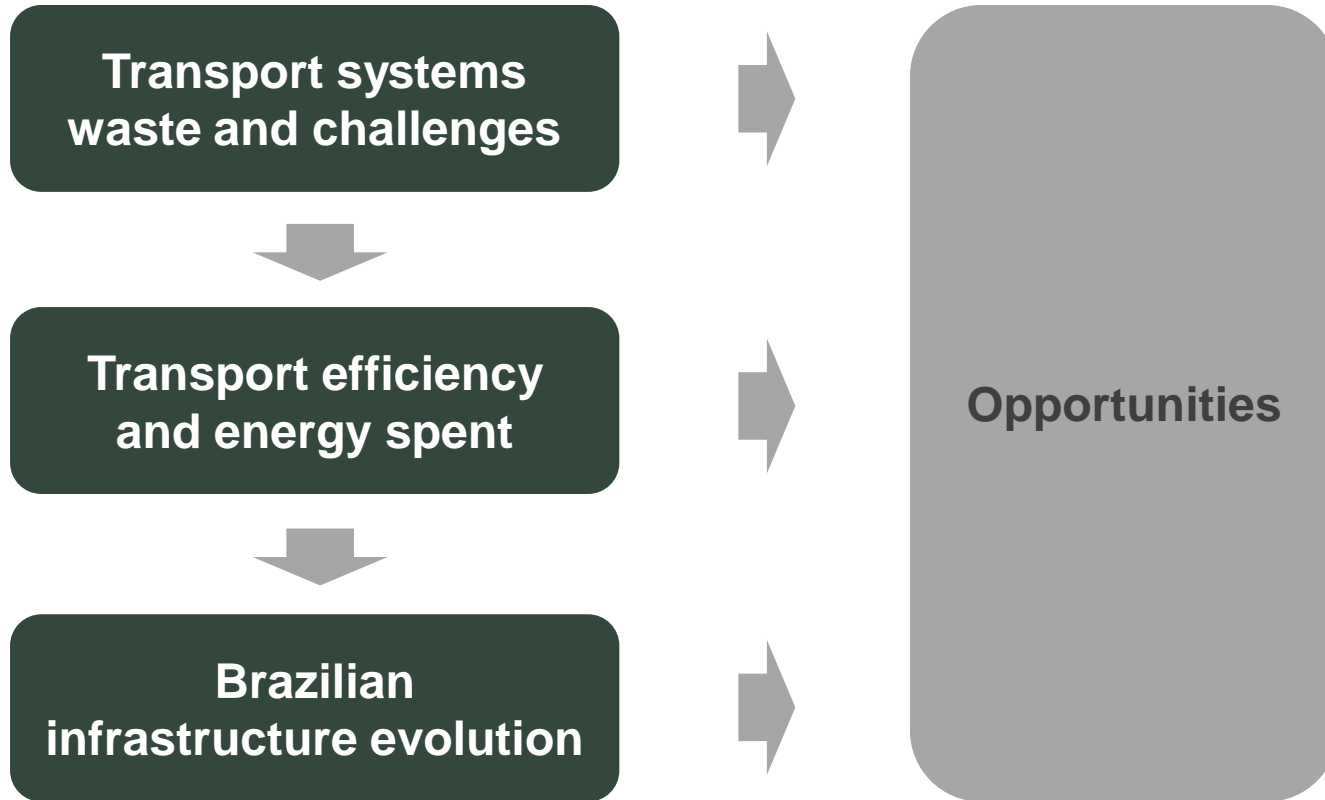 Transport systems
waste and challenges
Transport efficiency
and energy spent
Brazilian
infrastructure evolution
Opportunities